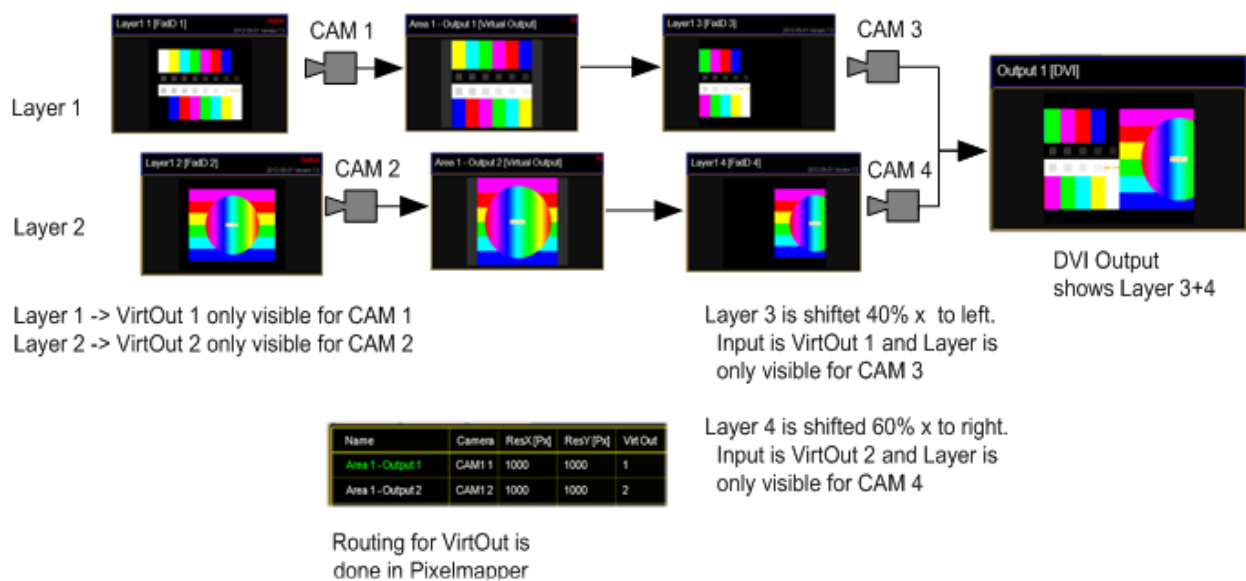 Layer1 1 [FixID 1]
CAM 1
Area 1 - Output 1 [Virtual Output]
Layer1 3 [FixID 3]
CAM 3
Output 1 [DVI]
Layer 1
Layer1 2 [FixID 2]
CAM 2
Area 1 - Output 2 [Virtual Output]
Layer1 4 [FixID 4]
CAM 4
Layer 2
DVI Output
shows Layer 3+4
Layer 1 -> VirtOut 1 only visible for CAM 1
Layer 2 -> VirtOut 2 only visible for CAM 2
Layer 3 is shiftet 40% x to left.
Input is VirtOut 1 and Layer is
only visible for CAM 3
Layer 4 is shifted 60% x to right.
Input is VirtOut 2 and Layer is
only visible for CAM 4
Name Camera ResX [Px] ResY [Px] Virt Out
Area 1 - Output 1 CAM1 1 1000 1000 1
Area 1 - Output 2 CAM1 2 1000 1000 2
Routing for VirtOut is
done in Pixelmapper